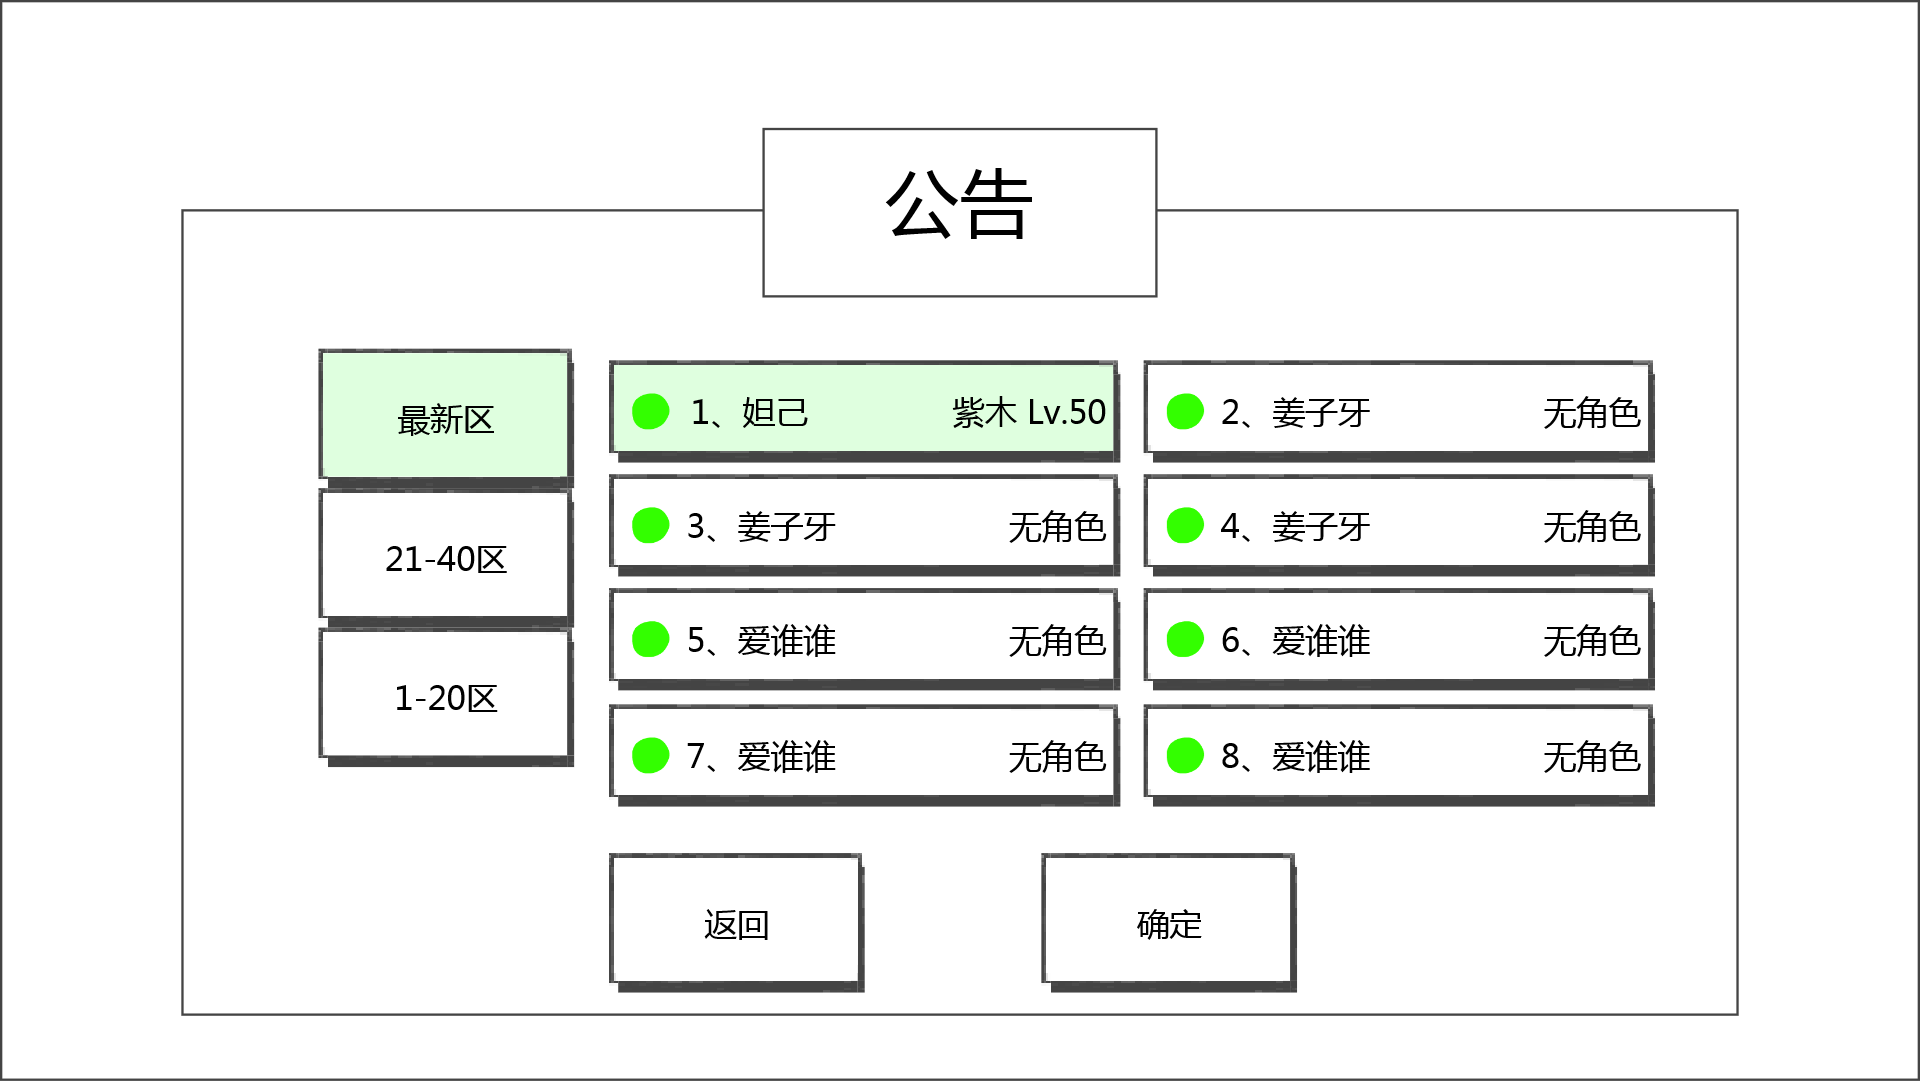 公告
最新区
21-40区
1-20区
1、妲己 紫木 Lv.50
2、姜子牙 无角色
3、姜子牙 无角色
4、姜子牙 无角色
5、爱谁谁 无角色
6、爱谁谁 无角色
7、爱谁谁 无角色
8、爱谁谁 无角色
返回
确定